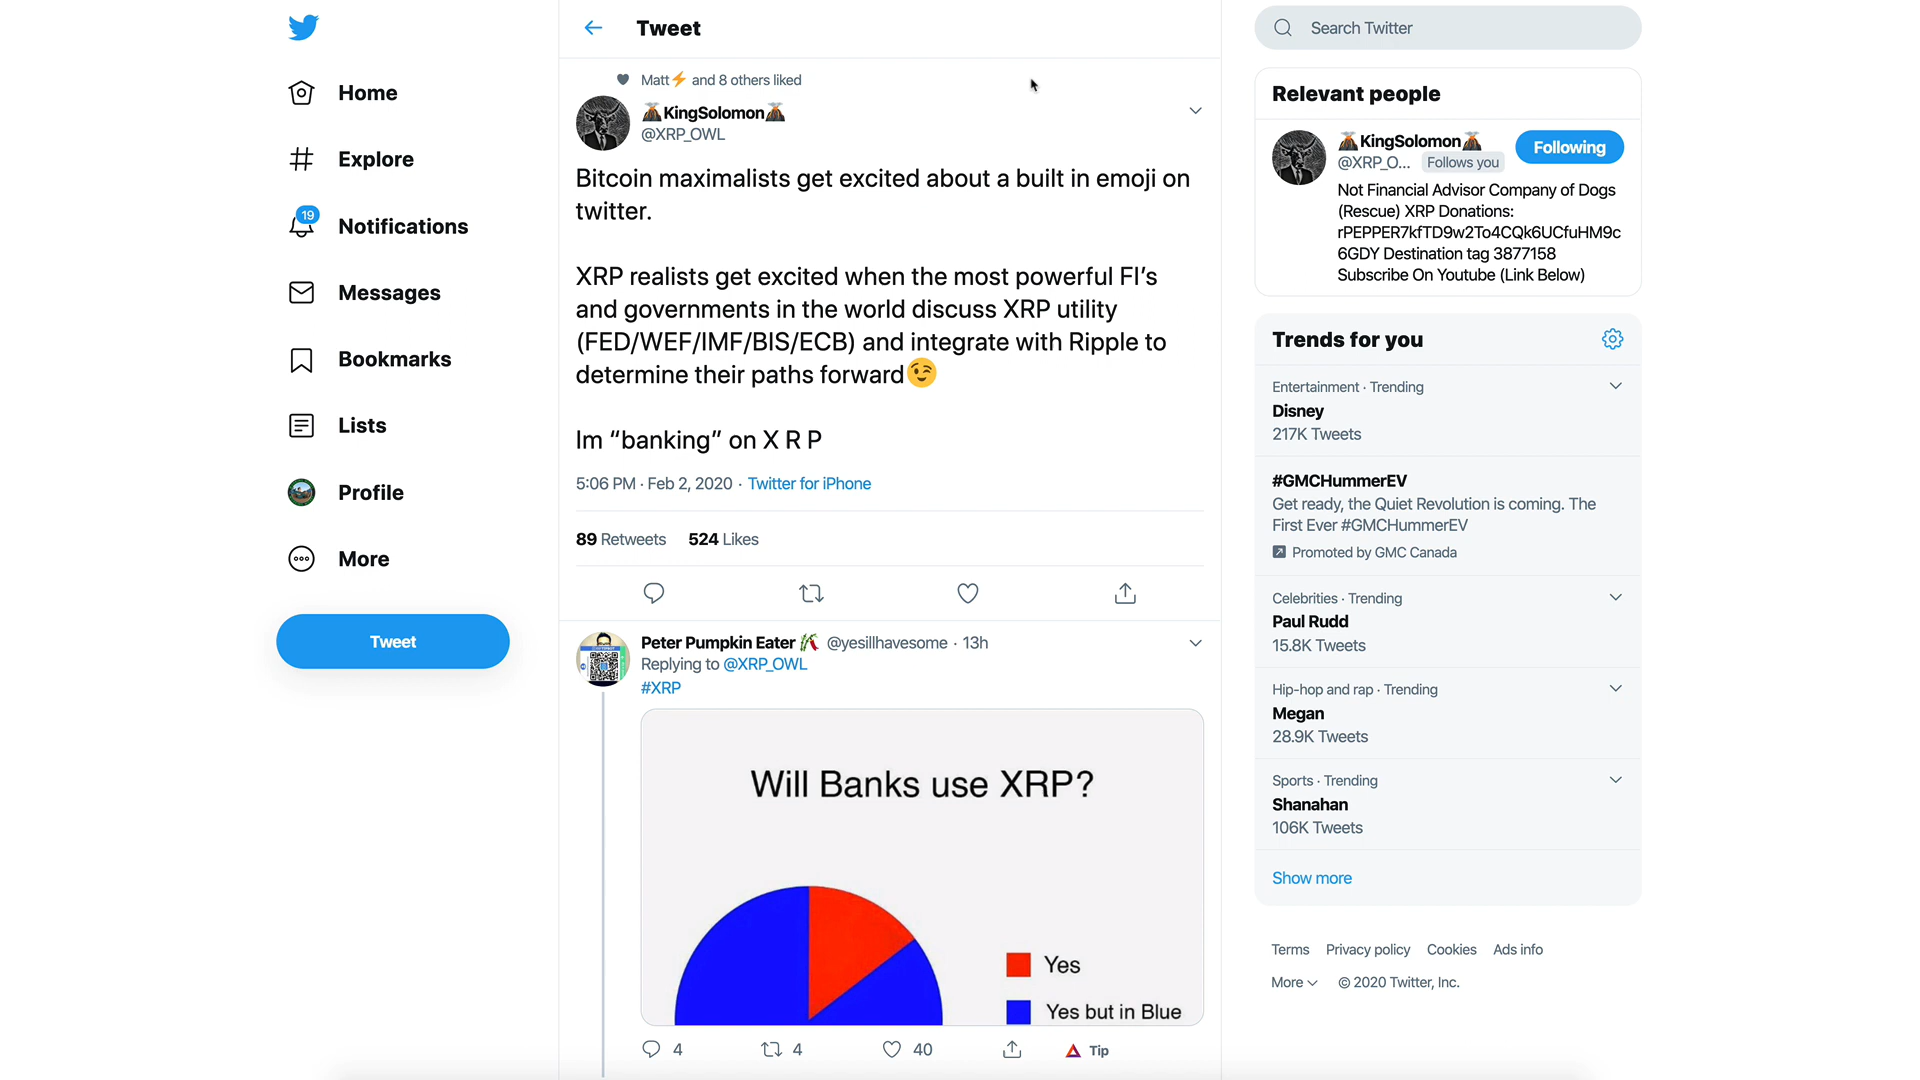 Home
Explore
19
Notifications
Messages
Bookmarks
Lists
Profile
More
Tweet
Tweet
Matt⚡ and 8 others liked
🌋KingSolomon🌋
@XRP_OWL
Bitcoin maximalists get excited about a built in emoji on
twitter.
XRP realists get excited when the most powerful FI’s
and governments in the world discuss XRP utility
(FED/WEF/IMF/BIS/ECB) and integrate with Ripple to
determine their paths forward😉
Im “banking” on X R P
5:06 PM · Feb 2, 2020 · Twitter for iPhone
89 Retweets 524 Likes
Peter Pumpkin Eater @yesillhavesome · 13h
Replying to @XRP_OWL
#XRP
Will Banks use XRP?
Yes
Yes but in Blue
4 4 40 Tip
Search Twitter
Relevant people
🌋KingSolomon🌋
@XRP_O... Follows you
Following
Not Financial Advisor Company of Dogs
(Rescue) XRP Donations:
rPEPPER7kfTD9w2To4CQk6UCfuHM9c
6GDY Destination tag 3877158
Subscribe On Youtube (Link Below)
Trends for you
Entertainment · Trending
Disney
217K Tweets
#GMCHummerEV
Get ready, the Quiet Revolution is coming. The
First Ever #GMCHummerEV
Promoted by GMC Canada
Celebrities · Trending
Paul Rudd
15.8K Tweets
Hip-hop and rap · Trending
Megan
28.9K Tweets
Sports · Trending
Shanahan
106K Tweets
Show more
Terms Privacy policy Cookies Ads info
More © 2020 Twitter, Inc.